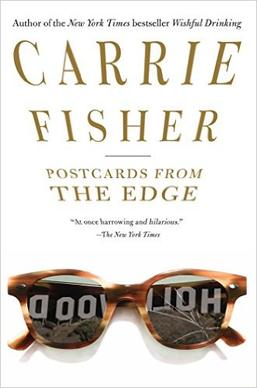 Author of the New York Times bestseller Wishful Drinking
CARRIE
FISHER
POSTCARDS FROM
THE EDGE
"At once harrowing and hilarious."
—The New York Times
HOLLYWOOD